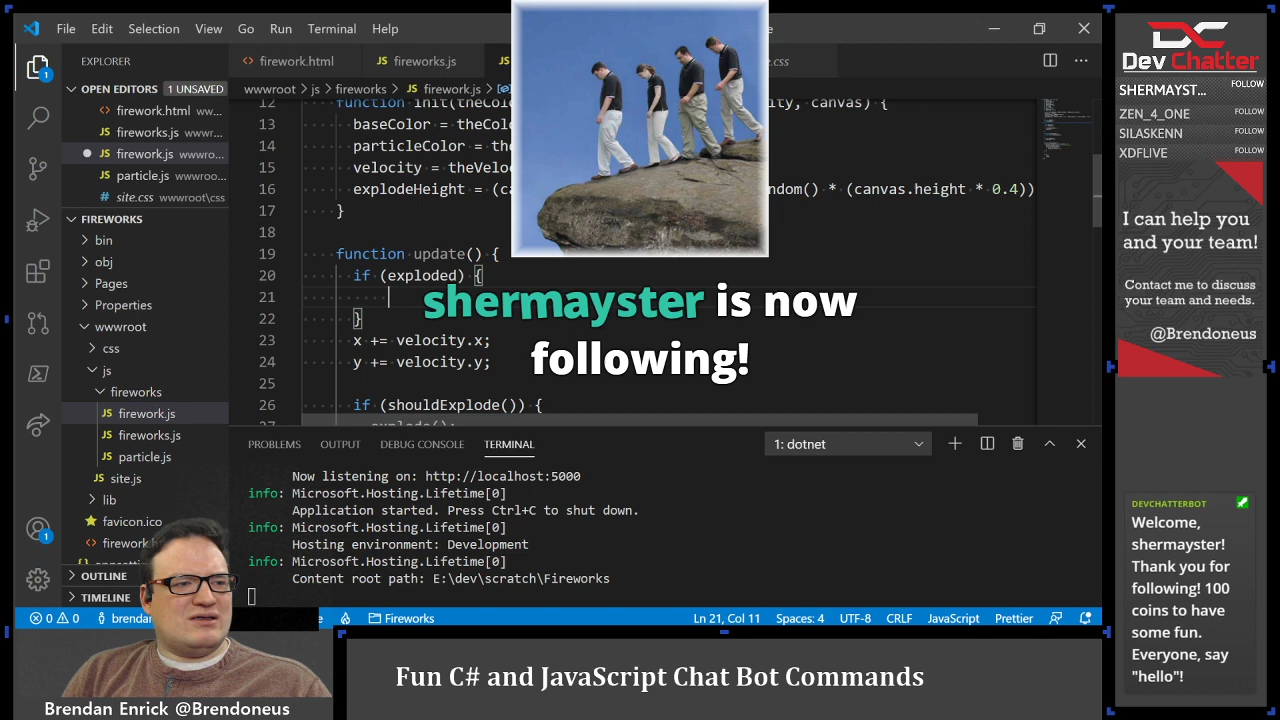 File Edit Selection View Go Run Terminal Help
EXPLORER
OPEN EDITORS 1 UNSAVED
firework.html w...
fireworks.js wwwr...
firework.js wwwro...
particle.js wwwroo...
site.css wwwroot\css
FIREWORKS
bin
obj
Pages
Properties
wwwroot
css
js
fireworks
firework.js
fireworks.js
particle.js
site.js
lib
favicon.ico
OUTLINE
TIMELINE
firework.html
fireworks.js
wwwroot > js > fireworks > firework.js >
13 baseColor =
14 particleColor =
15 velocity =
16 explodeHeight = * (canvas.height * 0.4))
17 }
18
19 function update() {
20 if (exploded) {
21
22 }
23 x += velocity.x;
24 y += velocity.y;
25
26 if (shouldExplode()) {
shermayster is now
following!
PROBLEMS OUTPUT DEBUG CONSOLE TERMINAL 1: dotnet
Now listening on: http://localhost:5000
info: Microsoft.Hosting.Lifetime[0]
Application started. Press Ctrl+C to shut down.
info: Microsoft.Hosting.Lifetime[0]
Hosting environment: Development
info: Microsoft.Hosting.Lifetime[0]
Content root path: E:\dev\scratch\Fireworks
0 0 Fireworks Ln 21, Col 11 Spaces: 4 UTF-8 CRLF JavaScript Prettier
Fun C# and JavaScript Chat Bot Commands
Brendan Enrick @Brendoneus
DC
Dev Chatter
SHERMAYST... FOLLOW
ZEN_4_ONE FOLLOW
SILASKENN FOLLOW
XDFLIVE FOLLOW
I can help you
and your team!
Contact me to discuss
your team and needs.
@Brendoneus
DEVCHATTERBOT
Welcome,
shermayster!
Thank you for
following! 100
coins to have
some fun.
Everyone, say
"hello"!